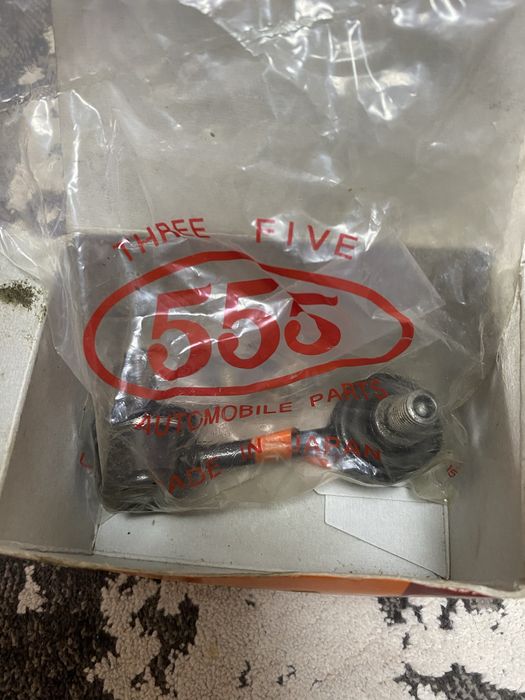 THREE FIVE
555
AUTOMOBILE PARTS
MADE IN JAPAN